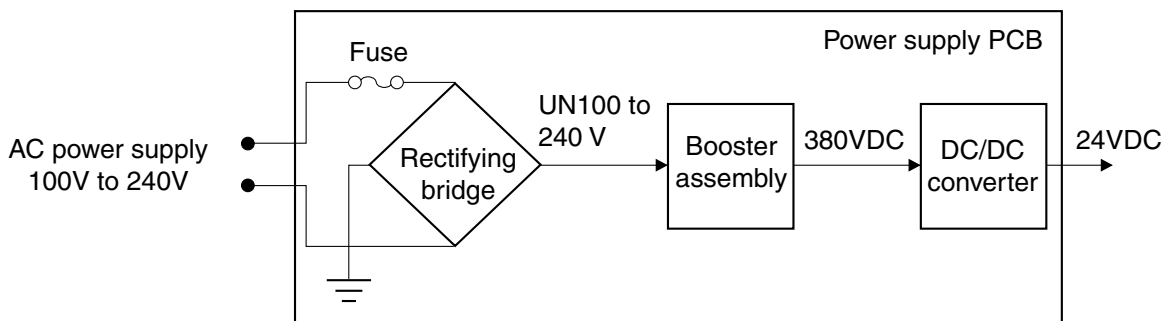 Power supply PCB
Fuse
AC power supply
100V to 240V
Rectifying
bridge
UN100 to
240 V
Booster
assembly
380VDC
DC/DC
converter
24VDC